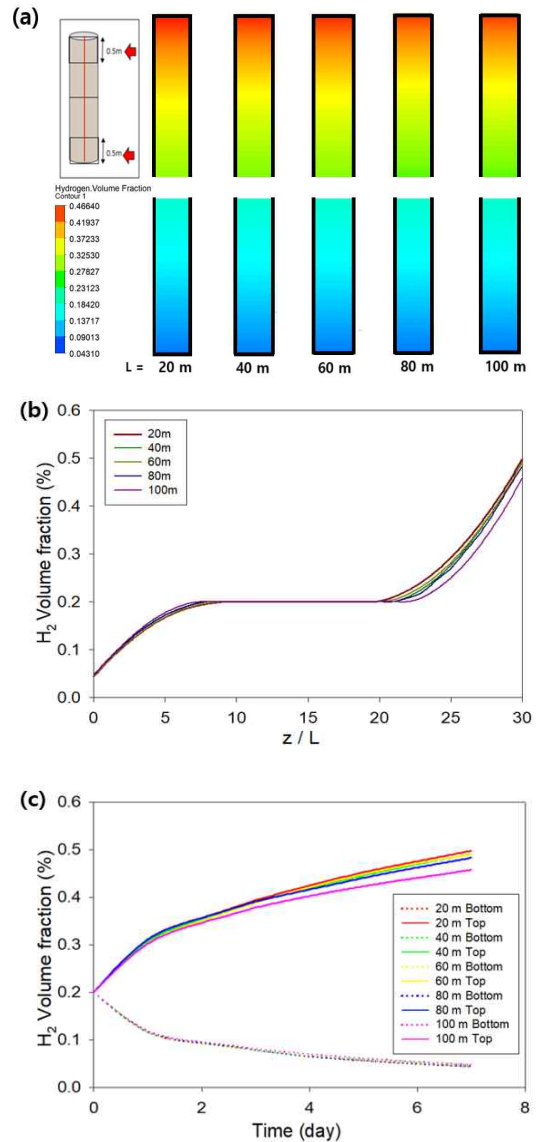 (a)
0.5m
0.5m
Hydrogen.Volume Fraction
Contour 1
0.46640
0.41937
0.37233
0.32530
0.27827
0.23123
0.18420
0.13717
0.09013
0.04310
L = 20 m 40 m 60 m 80 m 100 m
(b)
0.6
0.5
0.4
0.3
0.2
0.1
0.0
H2 Volume fraction (%)
20m
40m
60m
80m
100m
0 5 10 15 20 25 30
z / L
(c)
0.6
0.5
0.4
0.3
0.2
0.1
0.0
H2 Volume fraction (%)
20 m Bottom
20 m Top
40 m Bottom
40 m Top
60 m Bottom
60 m Top
80 m Bottom
80 m Top
100 m Bottom
100 m Top
0 2 4 6 8
Time (day)